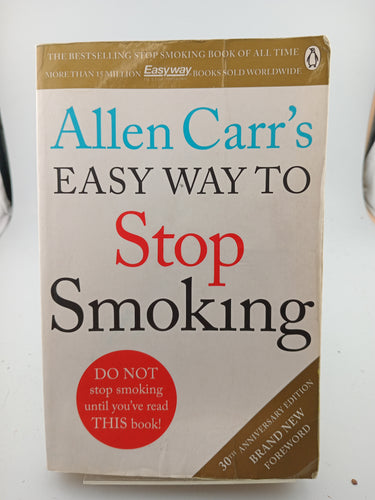 THE BESTSELLING STOP SMOKING BOOK OF ALL TIME
MORE THAN 15 MILLION Easyway BOOKS SOLD WORLDWIDE
Allen Carr's
EASY WAY TO
Stop
Smoking
DO NOT
stop smoking
until you've read
THIS book!
30TH ANNIVERSARY EDITION
BRAND NEW
FOREWORD